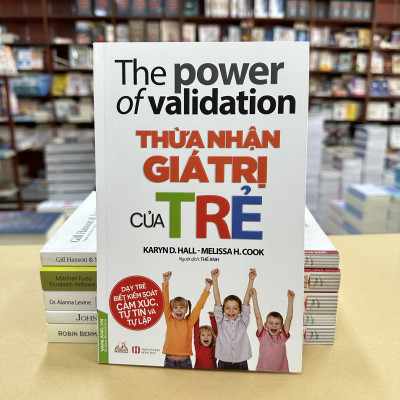 The power
of validation
THỪA NHẬN
GIÁ TRỊ
CỦA TRẺ
KARYN D. HALL - MELISSA H. COOK
Người dịch: THẾ ANH
DẠY TRẺ
BIẾT KIỂM SOÁT
CẢM XÚC,
TỰ TIN VÀ
TỰ LẬP
Gill Hasson &
Mitchell Kusy
Elizabeth Holloway
Dr. Alanna Levine
JOHN
ROBIN BERMA